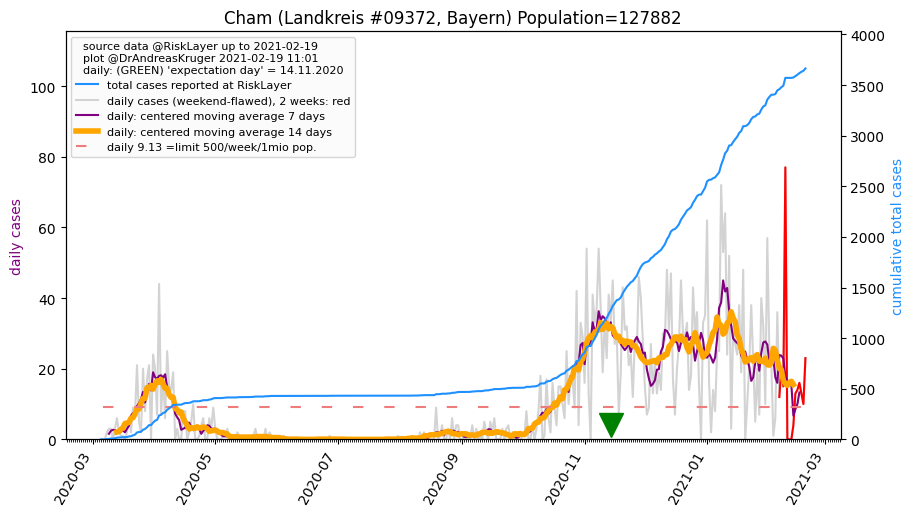 Cham (Landkreis #09372, Bayern) Population=127882
source data @RiskLayer up to 2021-02-19
plot @DrAndreasKruger 2021-02-19 11:01
daily: (GREEN) 'expectation day' = 14.11.2020
total cases reported at RiskLayer
daily cases (weekend-flawed), 2 weeks: red
daily: centered moving average 7 days
daily: centered moving average 14 days
daily 9.13 =limit 500/week/1mio pop.
daily cases
100
80
60
40
20
0
cumulative total cases
4000
3500
3000
2500
2000
1500
1000
500
0
2020-03
2020-05
2020-07
2020-09
2020-11
2021-01
2021-03